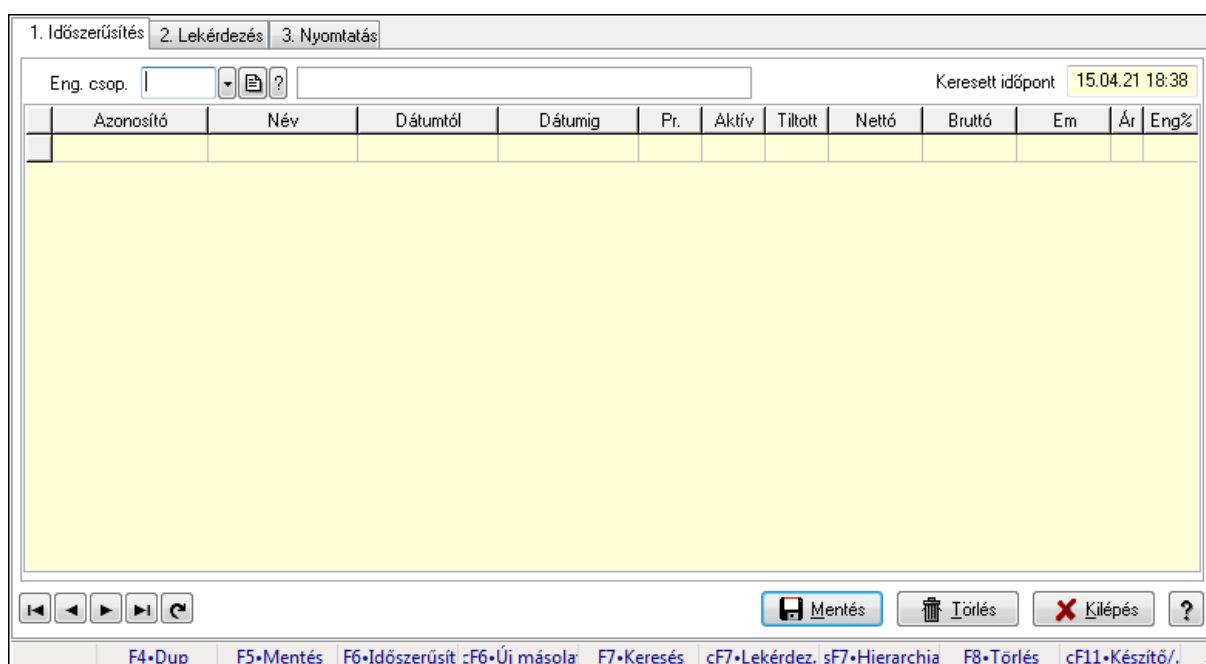 1. Időszerűsítés 2. Lekérdezés 3. Nyomtatás
Eng. csop. ? Keresett időpont 15.04.21 18:38
Azonosító Név Dátumtól Dátumig Pr. Aktív Tiltott Nettó Bruttó Em Ár Eng%
Mentés Törlés Kilépés ?
F4•Dup F5•Mentés F6•Időszerűsít cF6•Új másola F7•Keresés cF7•Lekérdez. sF7•Hierarchia F8•Törlés cF11•Készítő/.